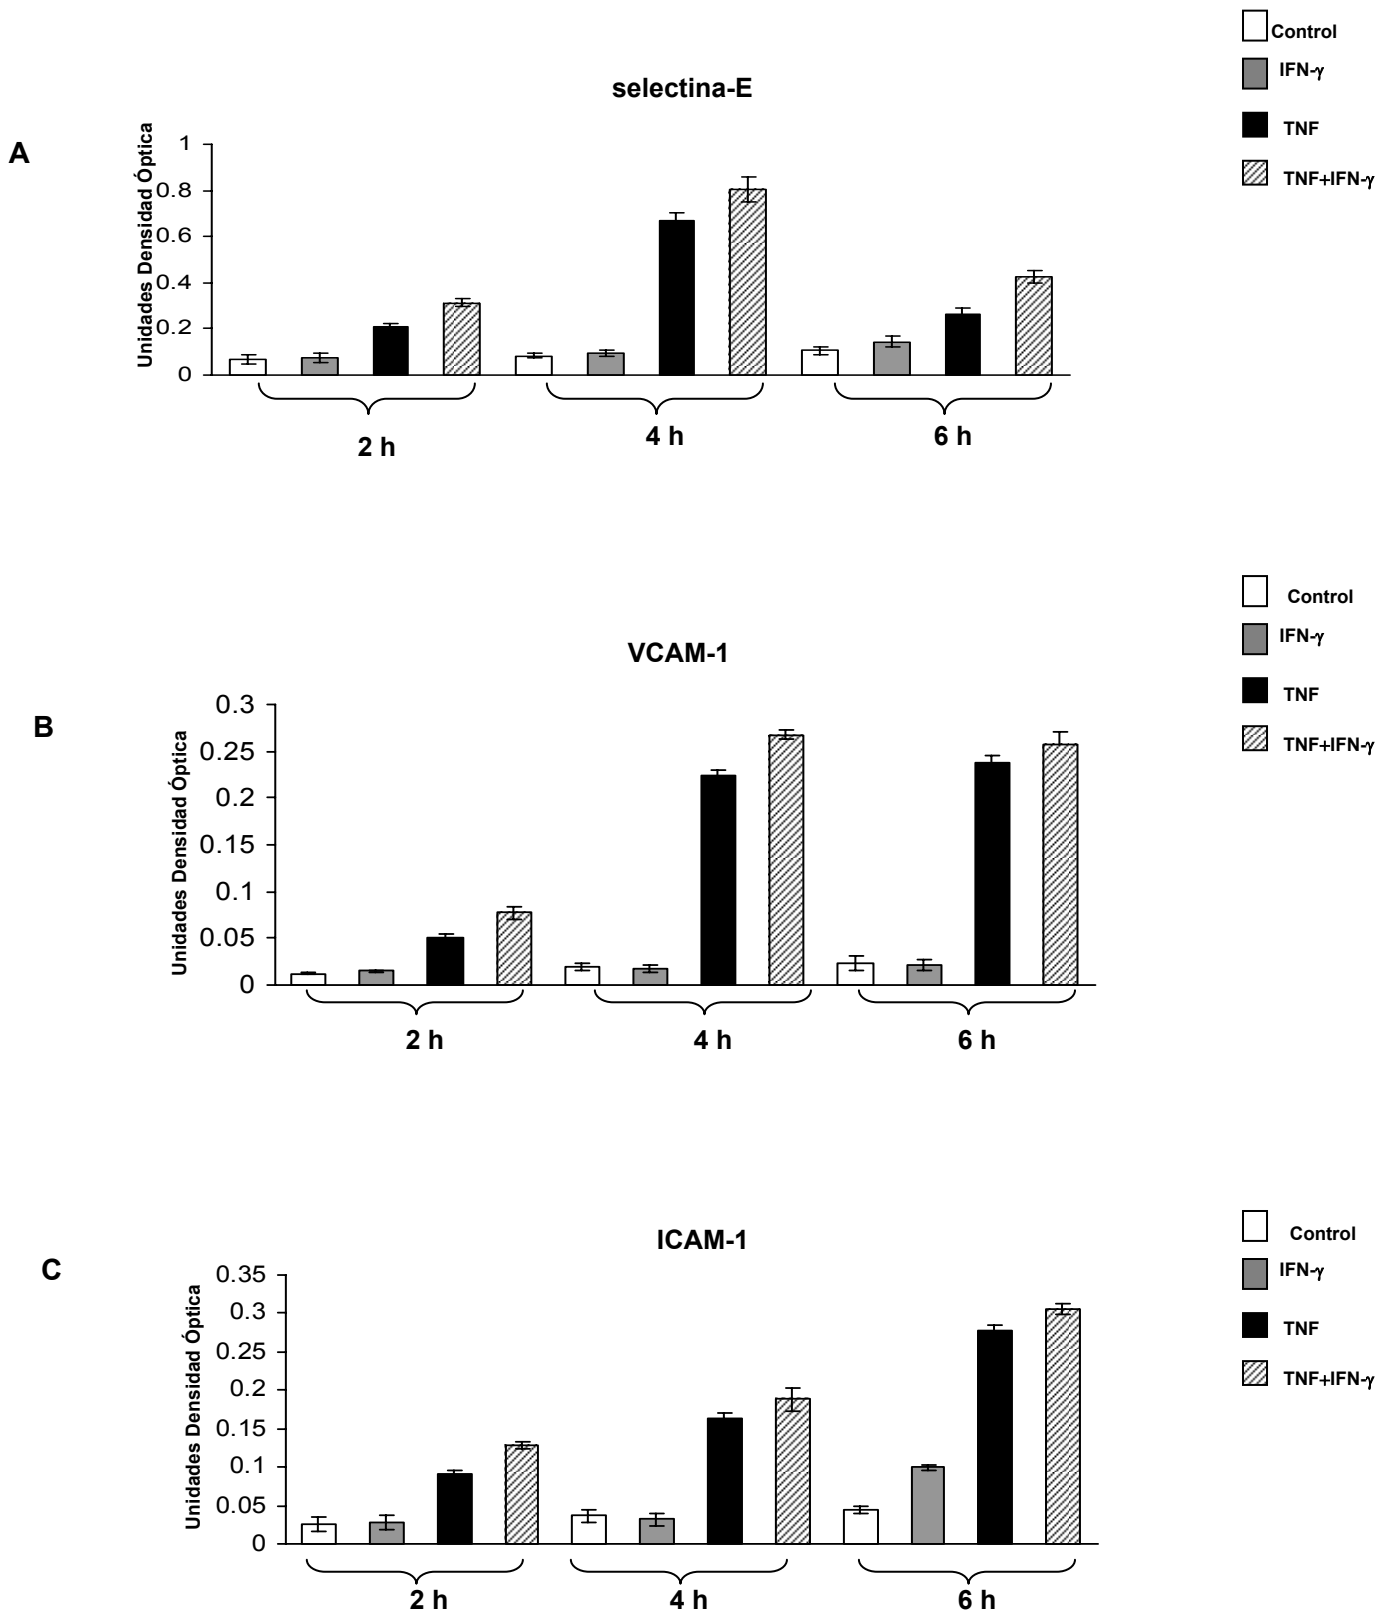 Control
IFN-γ
TNF
TNF+IFN-γ
selectina-E
A
Unidades Densidad Óptica
1
0.8
0.6
0.4
0.2
0
2 h
4 h
6 h
Control
IFN-γ
TNF
TNF+IFN-γ
VCAM-1
B
Unidades Densidad Óptica
0.3
0.25
0.2
0.15
0.1
0.05
0
2 h
4 h
6 h
Control
IFN-γ
TNF
TNF+IFN-γ
ICAM-1
C
Unidades Densidad Óptica
0.35
0.3
0.25
0.2
0.15
0.1
0.05
0
2 h
4 h
6 h